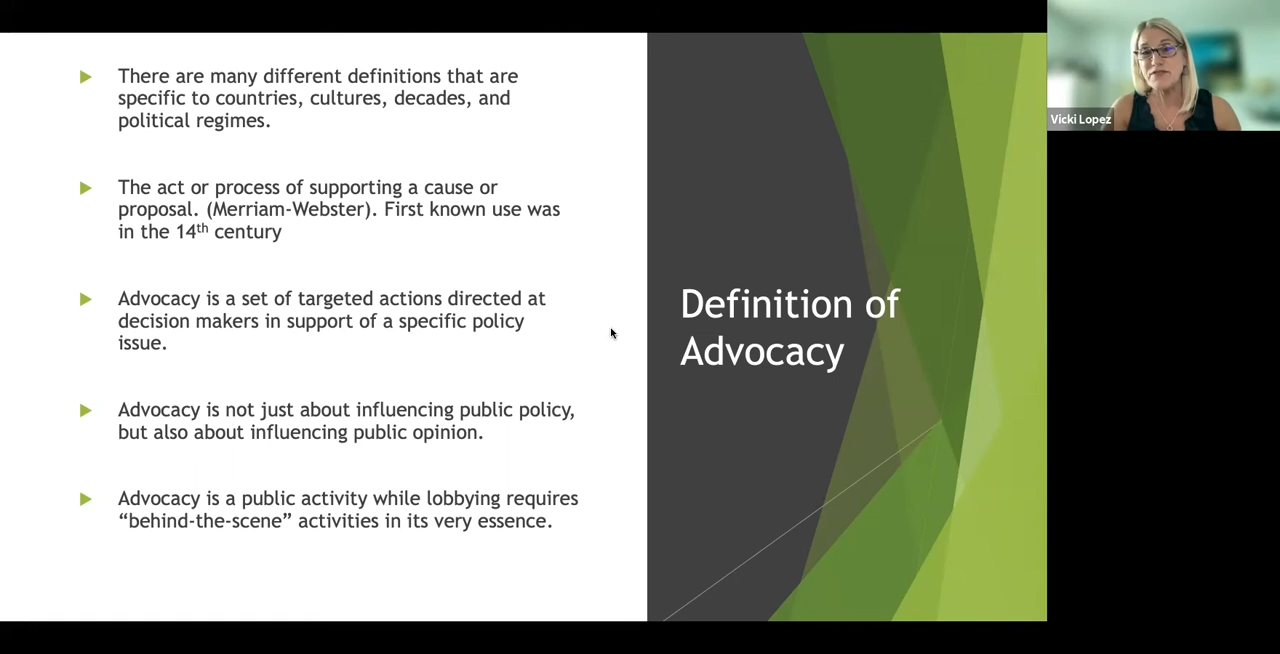 There are many different definitions that are
specific to countries, cultures, decades, and
political regimes.
The act or process of supporting a cause or
proposal. (Merriam-Webster). First known use was
in the 14th century
Advocacy is a set of targeted actions directed at
decision makers in support of a specific policy
issue.
Advocacy is not just about influencing public policy,
but also about influencing public opinion.
Advocacy is a public activity while lobbying requires
“behind-the-scene” activities in its very essence.
Definition of
Advocacy
Vicki Lopez